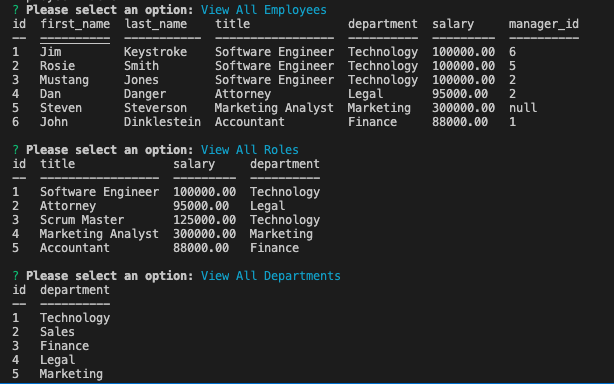 ? Please select an option: View All Employees
id first_name last_name title department salary manager_id
-- ---------- ----------- ----------------- ---------- --------- ----------
1 Jim Keystroke Software Engineer Technology 100000.00 6
2 Rosie Smith Software Engineer Technology 100000.00 5
3 Mustang Jones Software Engineer Technology 100000.00 2
4 Dan Danger Attorney Legal 95000.00 2
5 Steven Steverson Marketing Analyst Marketing 300000.00 null
6 John Dinklestein Accountant Finance 88000.00 1
? Please select an option: View All Roles
id title salary department
-- ----------------- --------- ----------
1 Software Engineer 100000.00 Technology
2 Attorney 95000.00 Legal
3 Scrum Master 125000.00 Technology
4 Marketing Analyst 300000.00 Marketing
5 Accountant 88000.00 Finance
? Please select an option: View All Departments
id department
-- ----------
1 Technology
2 Sales
3 Finance
4 Legal
5 Marketing